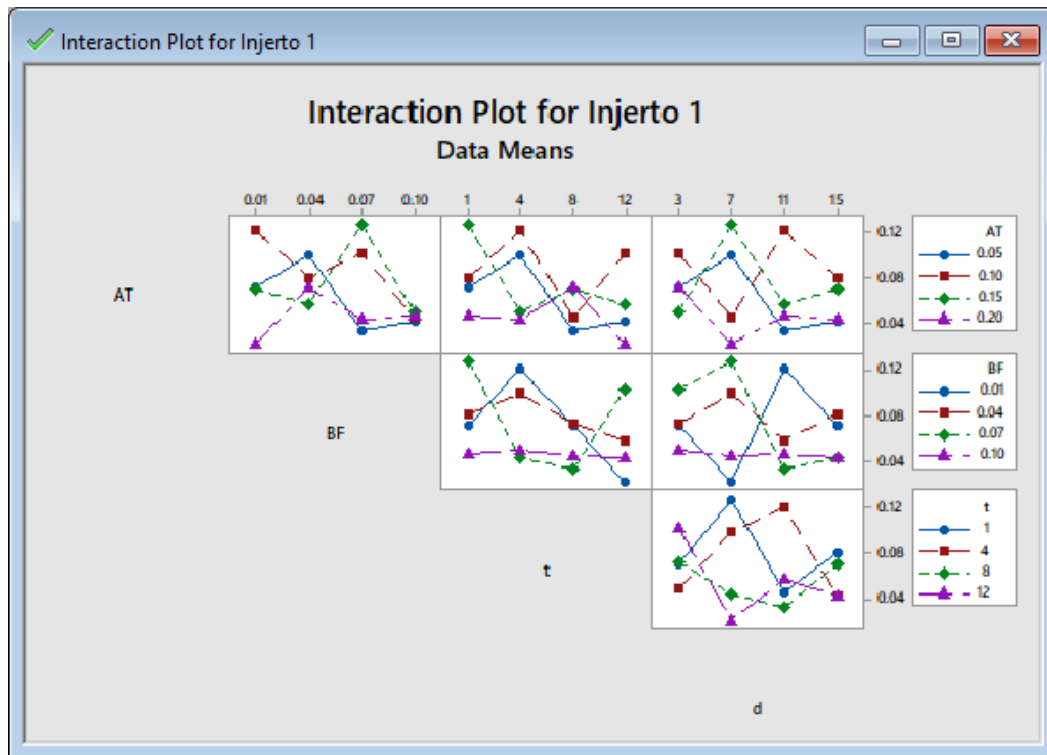 Interaction Plot for Injerto 1
Interaction Plot for Injerto 1
Data Means
0.01 0.04 0.07 0.10 1 4 8 12 3 7 11 15
AT
0.12
0.08
0.04
AT
0.05
0.10
0.15
0.20
BF
0.12
0.08
0.04
BF
0.01
0.04
0.07
0.10
t
0.12
0.08
0.04
t
1
4
8
12
d